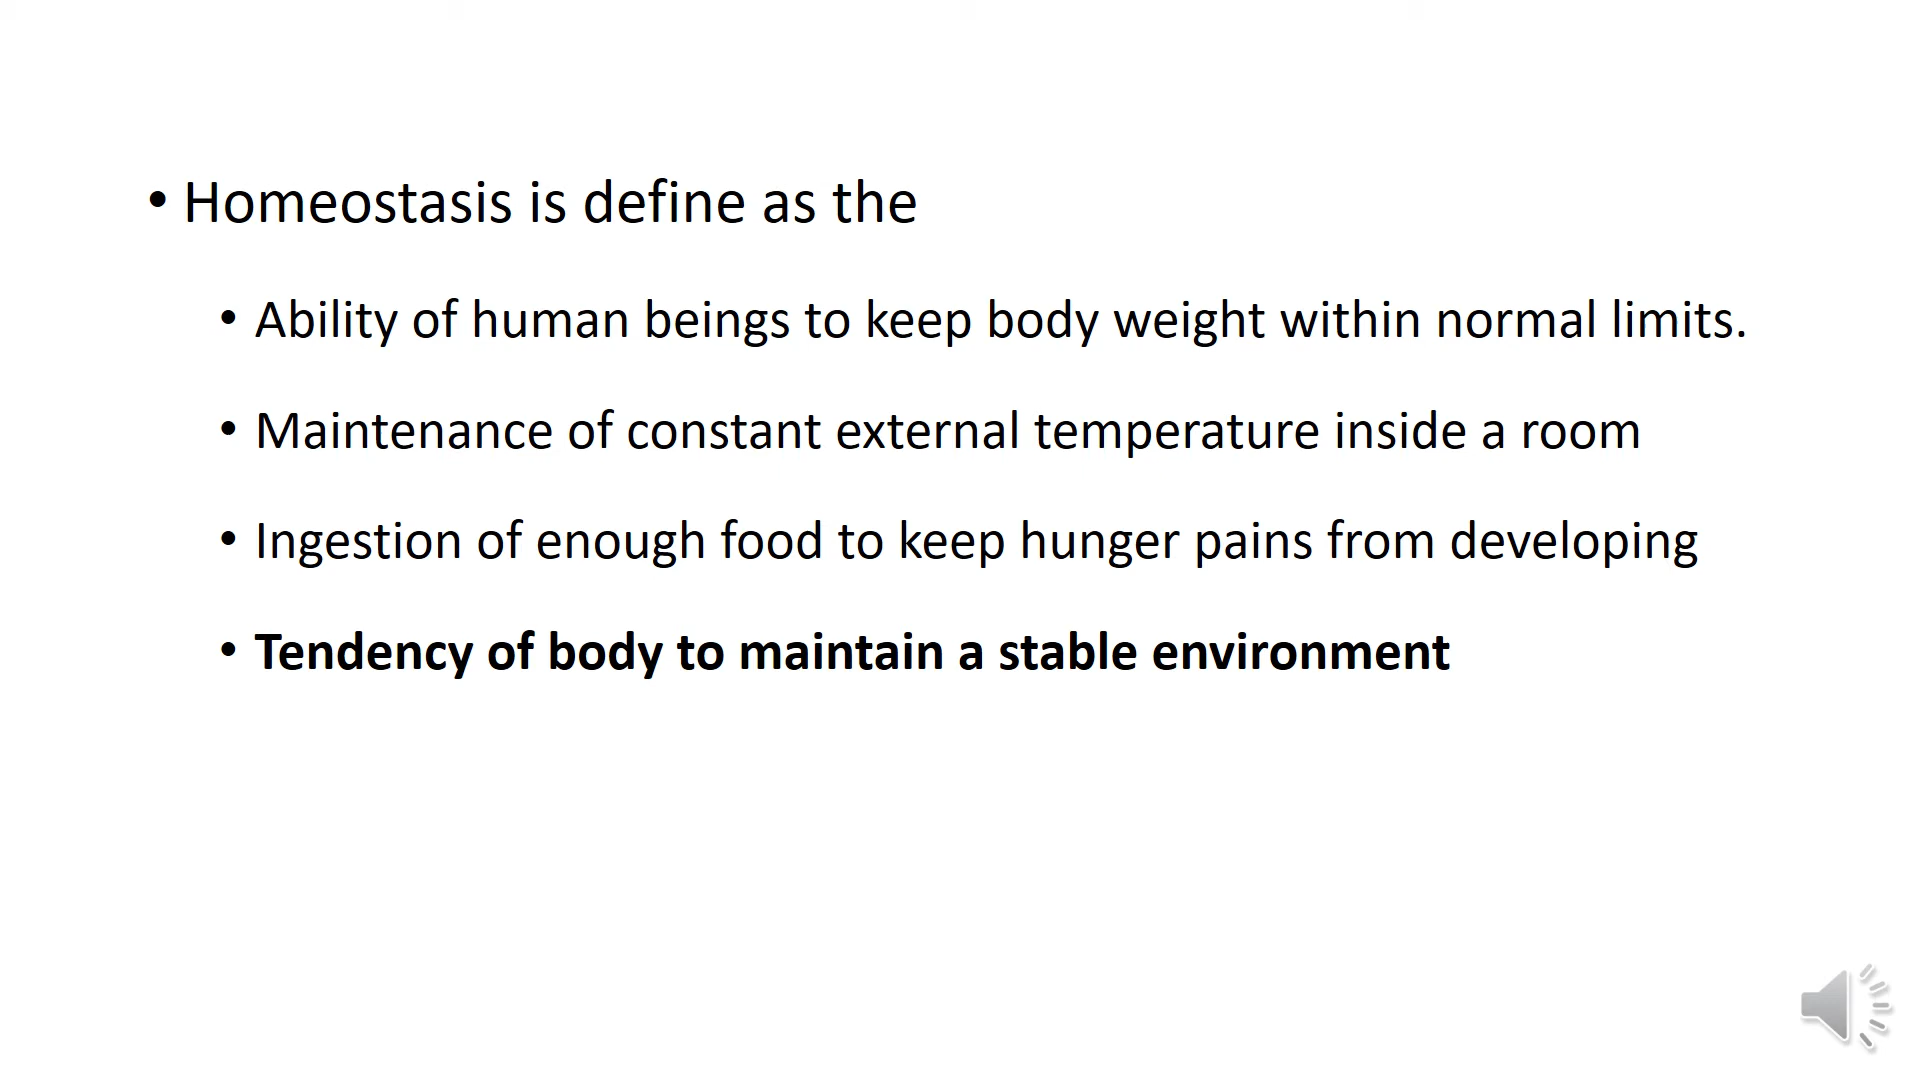 • Homeostasis is define as the
• Ability of human beings to keep body weight within normal limits.
• Maintenance of constant external temperature inside a room
• Ingestion of enough food to keep hunger pains from developing
• Tendency of body to maintain a stable environment